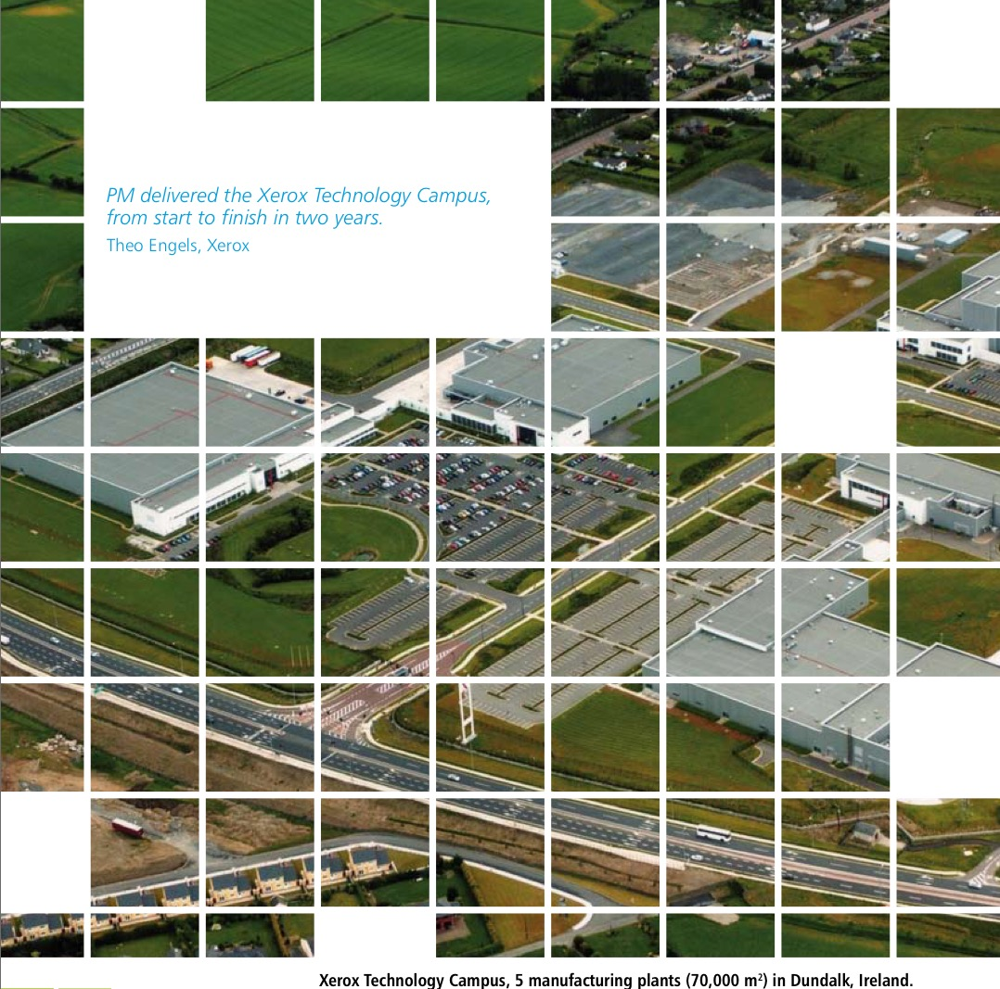 PM delivered the Xerox Technology Campus,
from start to finish in two years.
Theo Engels, Xerox
Xerox Technology Campus, 5 manufacturing plants (70,000 m²) in Dundalk, Ireland.